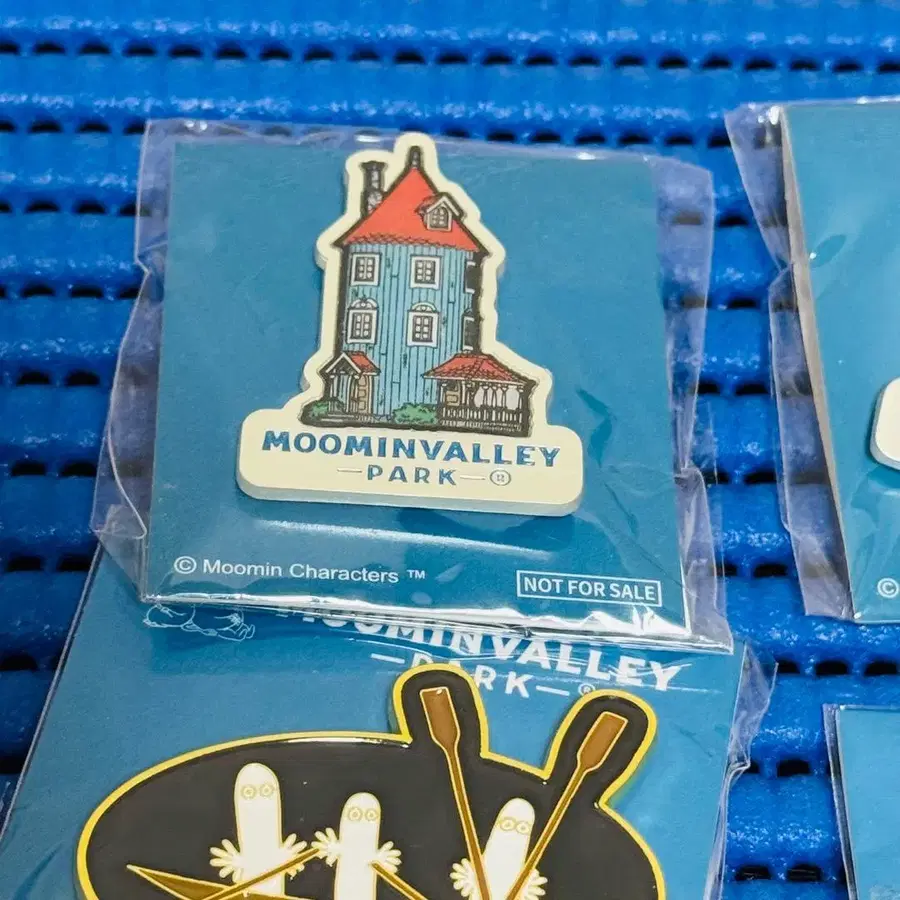 MOOMINVALLEY
—PARK—®
© Moomin Characters ™
NOT FOR SALE
MOOMINVALLEY
—PARK—®
©